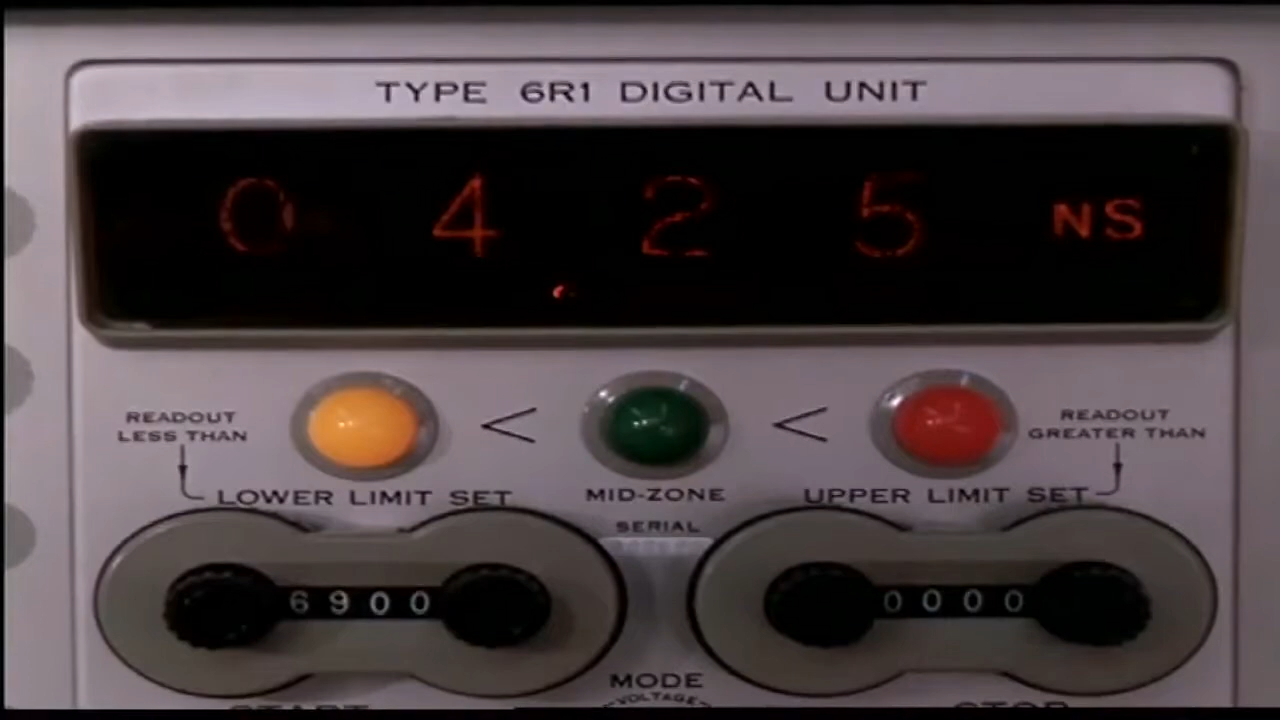 TYPE 6R1 DIGITAL UNIT
0 4 2 5 NS
READOUT
LESS THAN
<
<
READOUT
GREATER THAN
LOWER LIMIT SET
MID-ZONE
UPPER LIMIT SET
SERIAL
6900
0000
MODE
VOLTAGE
START
STOP